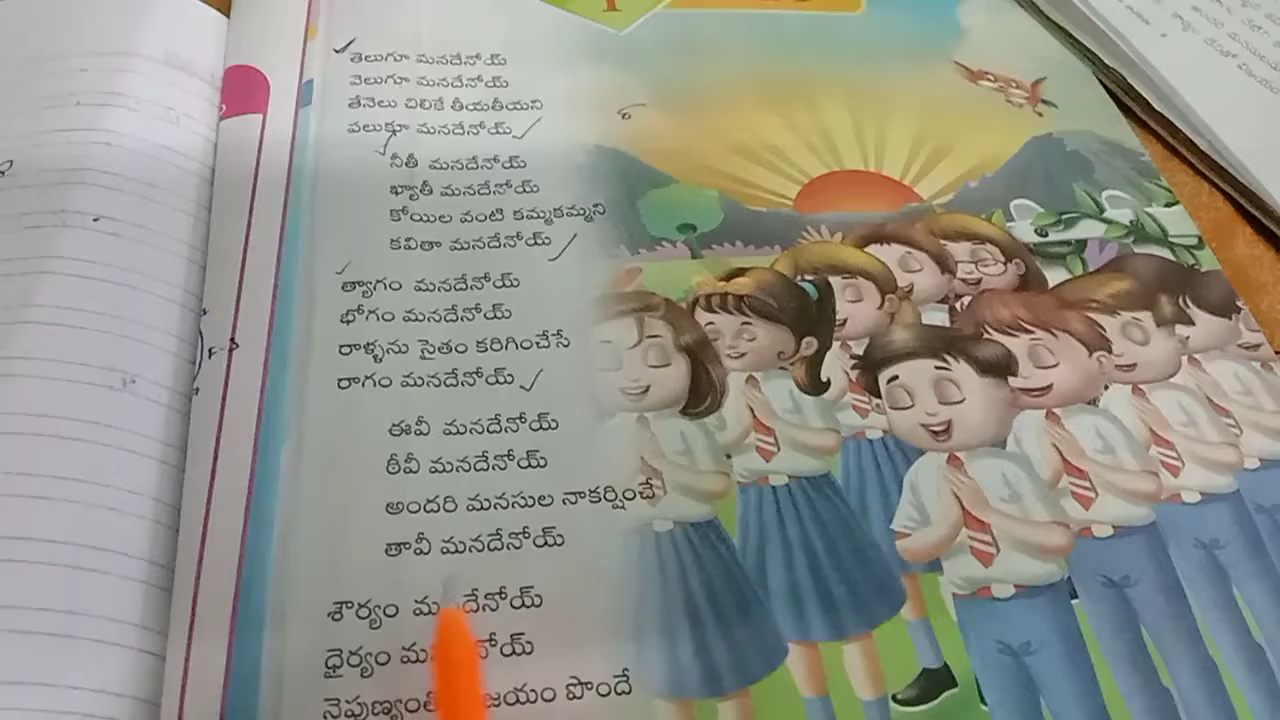 తెలుగూ మనదేనోయ్
వెలుగూ మనదేనోయ్
తేనెలు చిలికే తీయతీయని
పలుకూ మనదేనోయ్
నీతీ మనదేనోయ్
ఖ్యాతీ మనదేనోయ్
కోయిల వంటి కమ్మకమ్మని
కవితా మనదేనోయ్
త్యాగం మనదేనోయ్
భోగం మనదేనోయ్
రాళ్ళను సైతం కరిగించేసే
రాగం మనదేనోయ్
ఈవీ మనదేనోయ్
ఠీవీ మనదేనోయ్
అందరి మనసుల నాకర్షించే
తావీ మనదేనోయ్
శౌర్యం మనదేనోయ్
ధైర్యం
పొందే